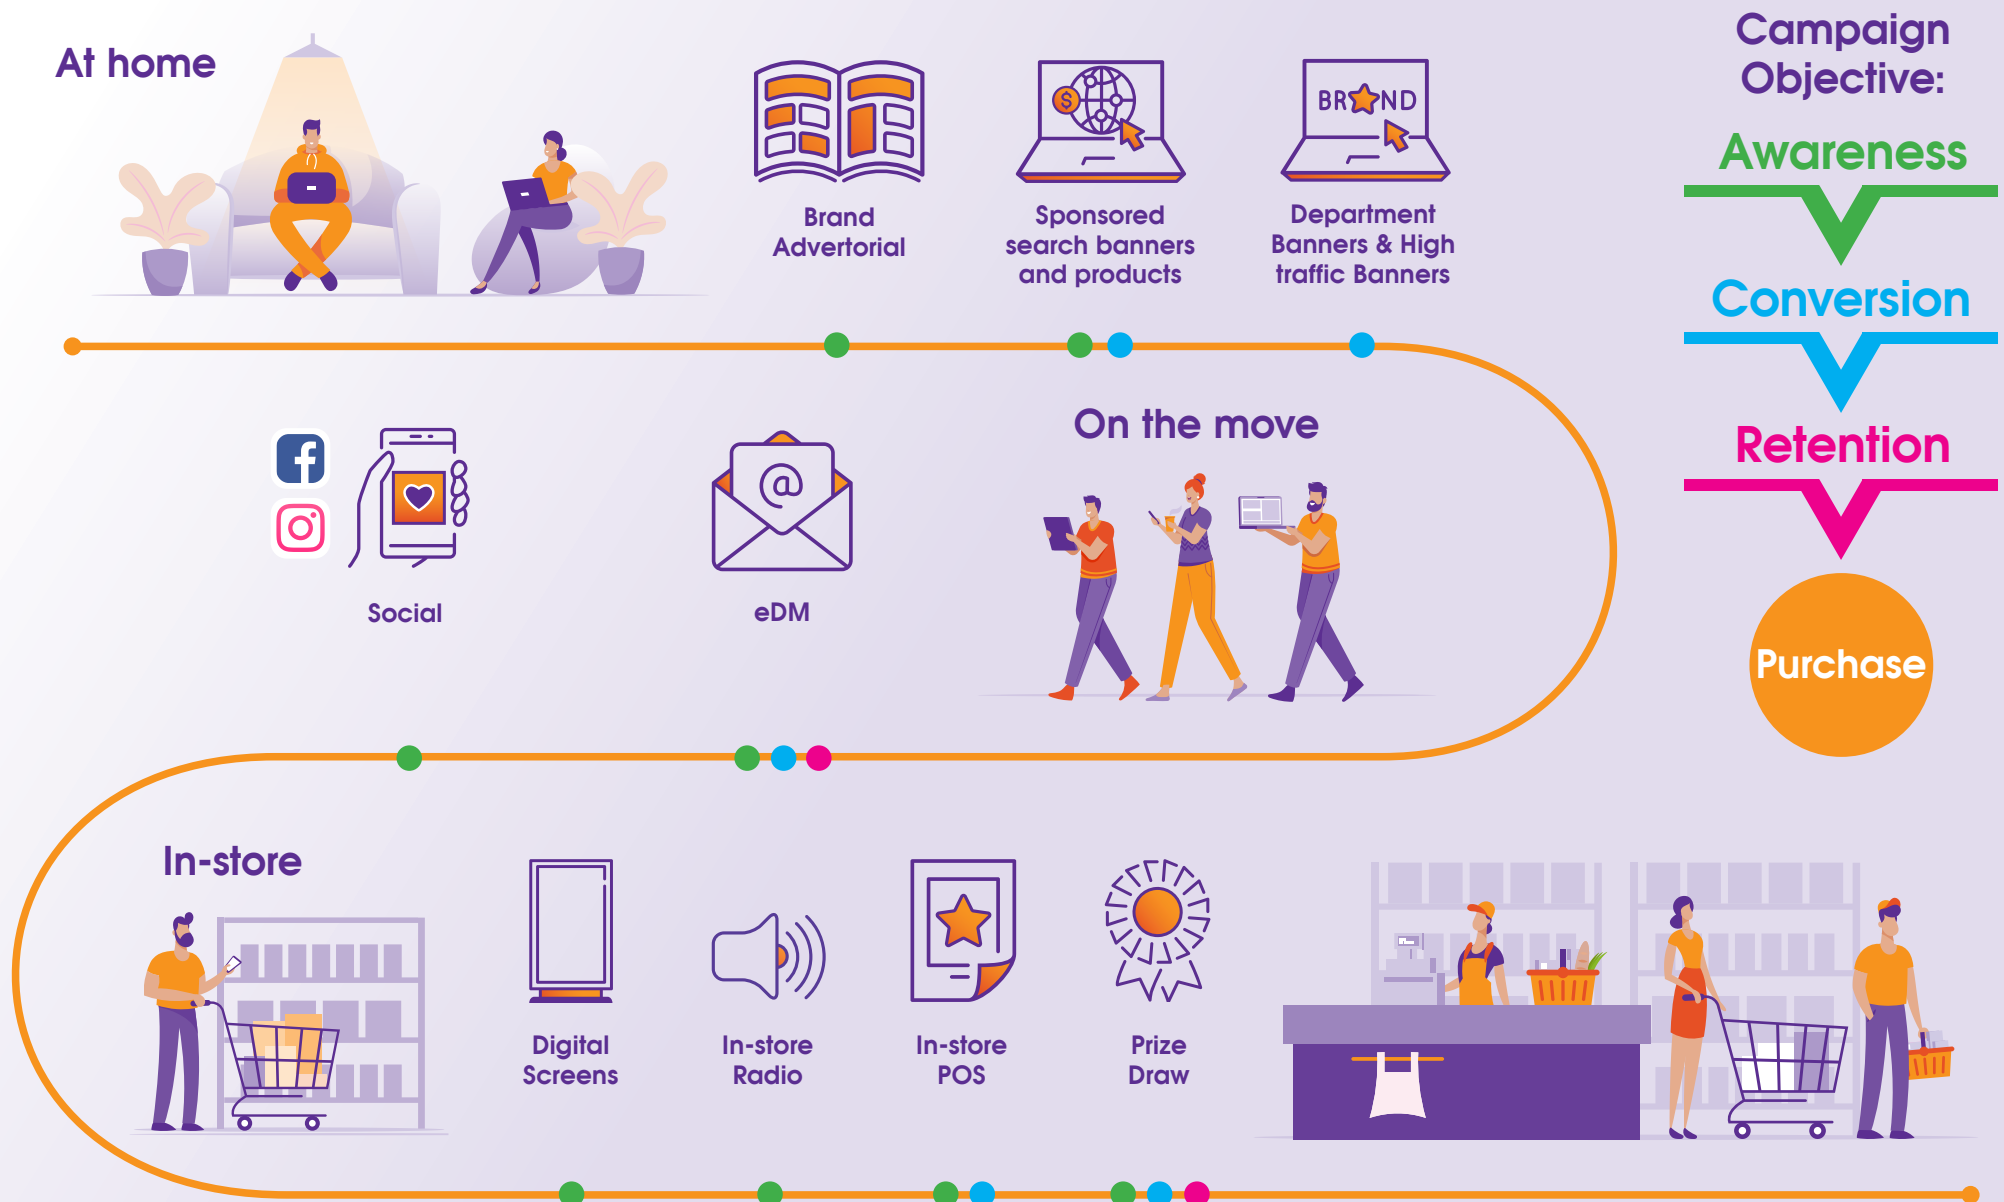 At home
Brand
Advertorial
Sponsored
search banners
and products
BR★ND
Department
Banners & High
traffic Banners
Campaign
Objective:
Awareness
Conversion
Retention
Purchase
On the move
@
eDM
Social
In-store
Digital
Screens
In-store
Radio
In-store
POS
Prize
Draw